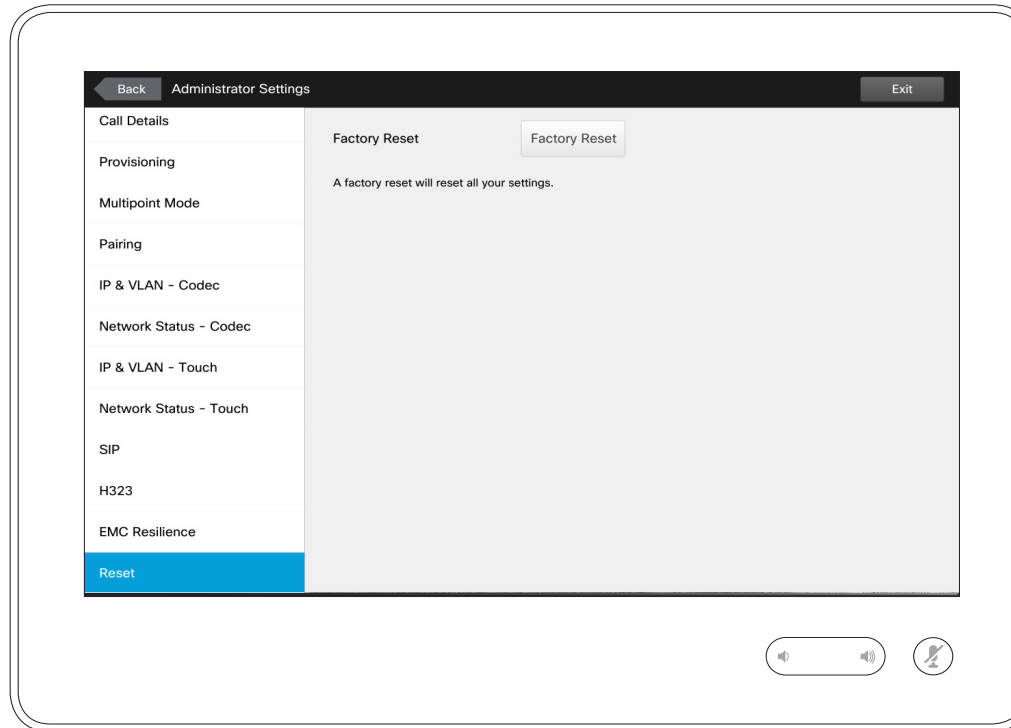 Back
Administrator Settings
Exit
Call Details
Provisioning
Multipoint Mode
Pairing
IP & VLAN - Codec
Network Status - Codec
IP & VLAN - Touch
Network Status - Touch
SIP
H323
EMC Resilience
Reset
Factory Reset
Factory Reset
A factory reset will reset all your settings.